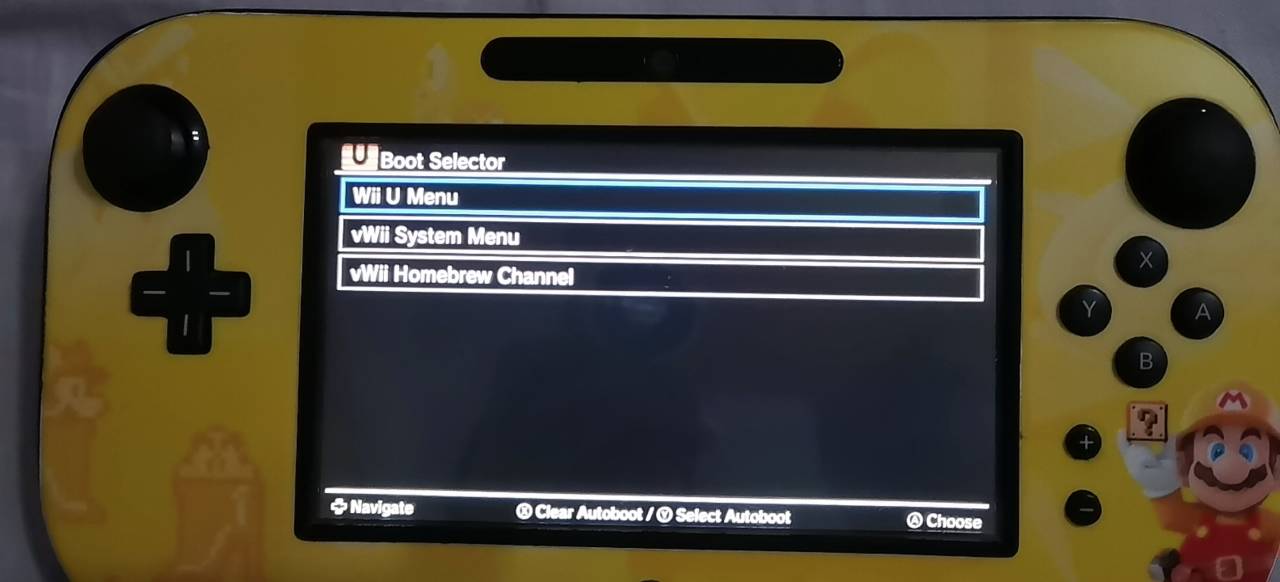 U Boot Selector
Wii U Menu
vWii System Menu
vWii Homebrew Channel
Navigate Ⓧ Clear Autoboot / Ⓨ Select Autoboot Ⓐ Choose
X
Y A
B
+
-
M
?